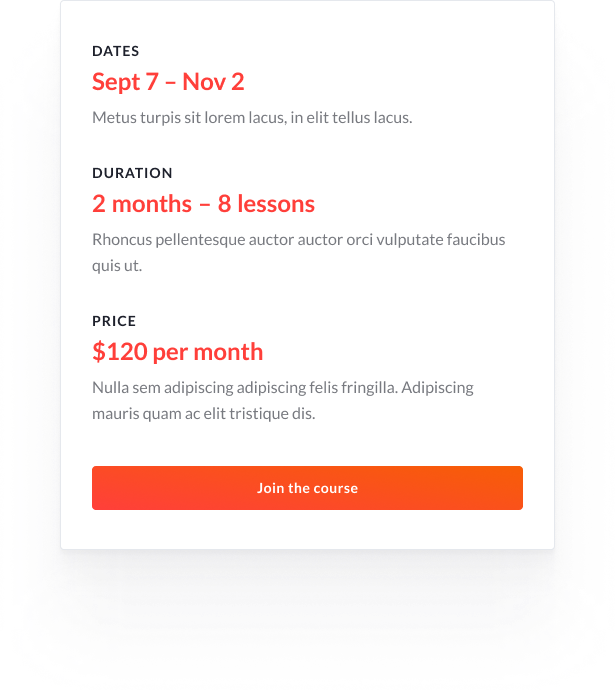 DATES
Sept 7 – Nov 2
Metus turpis sit lorem lacus, in elit tellus lacus.
DURATION
2 months – 8 lessons
Rhoncus pellentesque auctor auctor orci vulputate faucibus
quis ut.
PRICE
$120 per month
Nulla sem adipiscing adipiscing felis fringilla. Adipiscing
mauris quam ac elit tristique dis.
Join the course